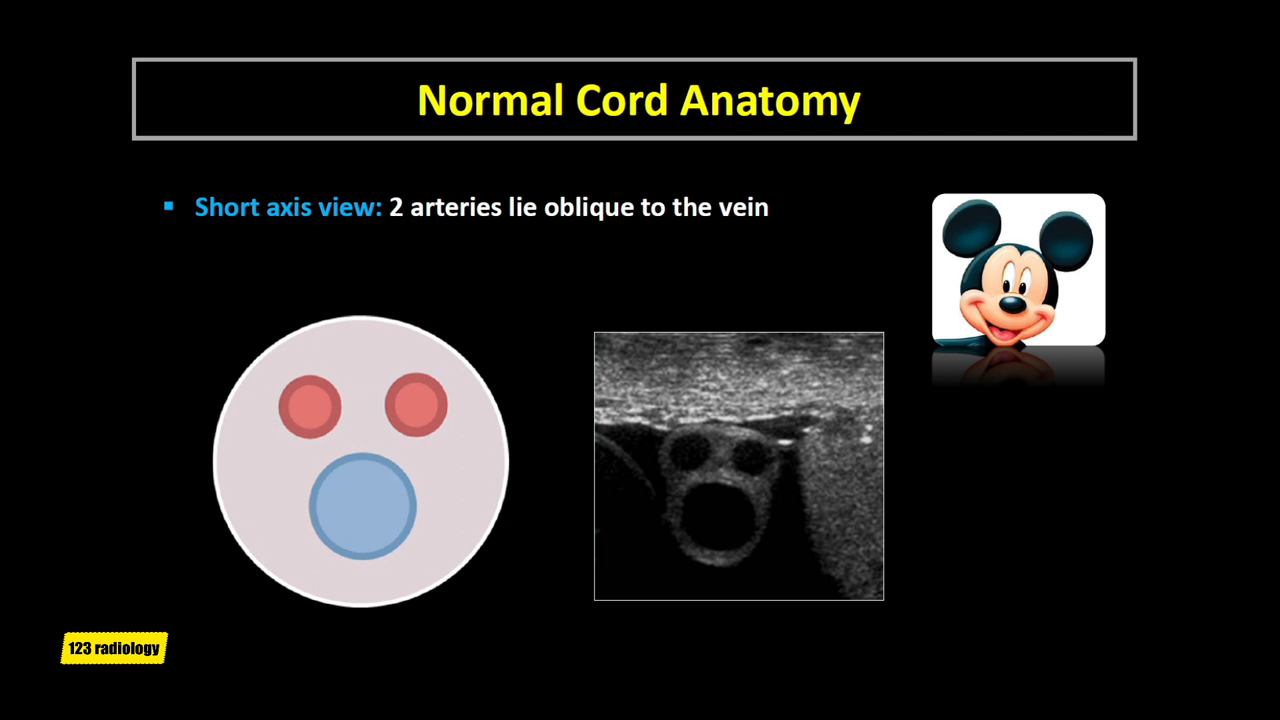 Normal Cord Anatomy
▪ Short axis view: 2 arteries lie oblique to the vein
123 radiology